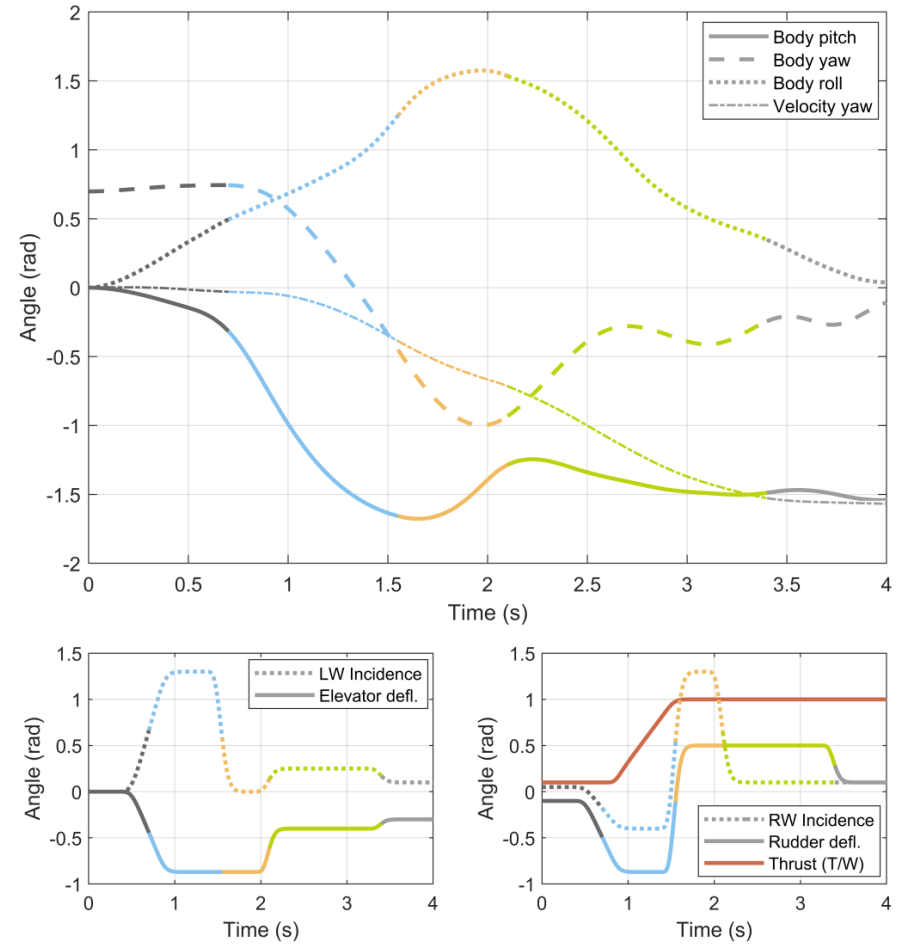 2
1.5
1
0.5
0
-0.5
-1
-1.5
-2
Angle (rad)
Body pitch
Body yaw
Body roll
Velocity yaw
0 0.5 1 1.5 2 2.5 3 3.5 4
Time (s)
1.5
1
0.5
0
-0.5
-1
Angle (rad)
LW Incidence
Elevator defl.
0 1 2 3 4
Time (s)
1.5
1
0.5
0
-0.5
-1
Angle (rad)
RW Incidence
Rudder defl.
Thrust (T/W)
0 1 2 3 4
Time (s)